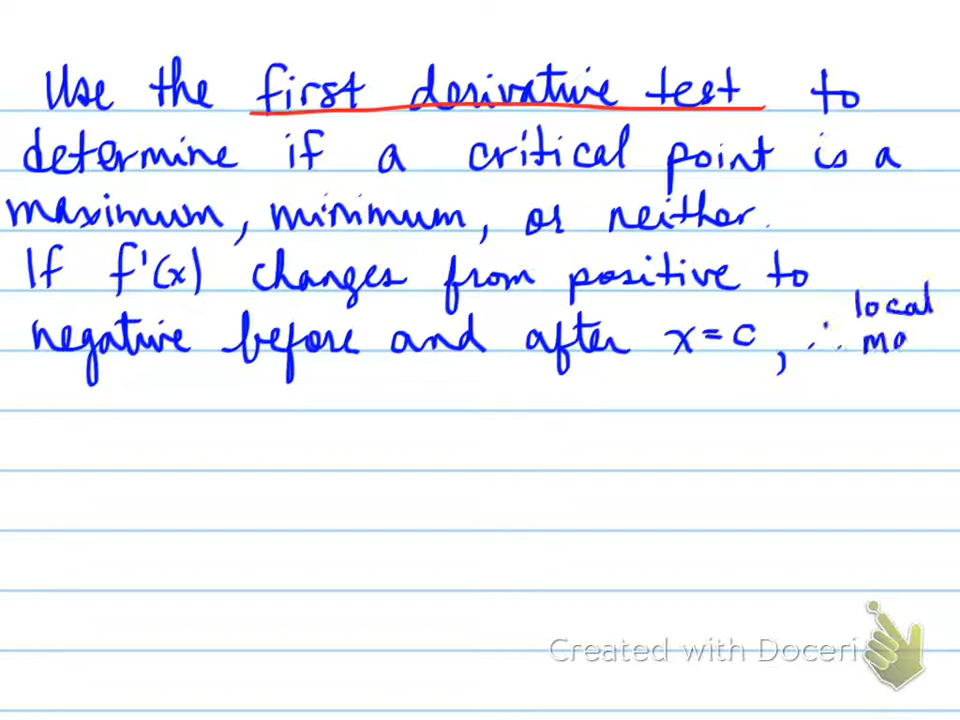 Use the first derivative test to
determine if a critical point is a
maximum, minimum, or neither.
If f'(x) changes from positive to
negative before and after x=c, ∴ local
ma
Created with Doceri